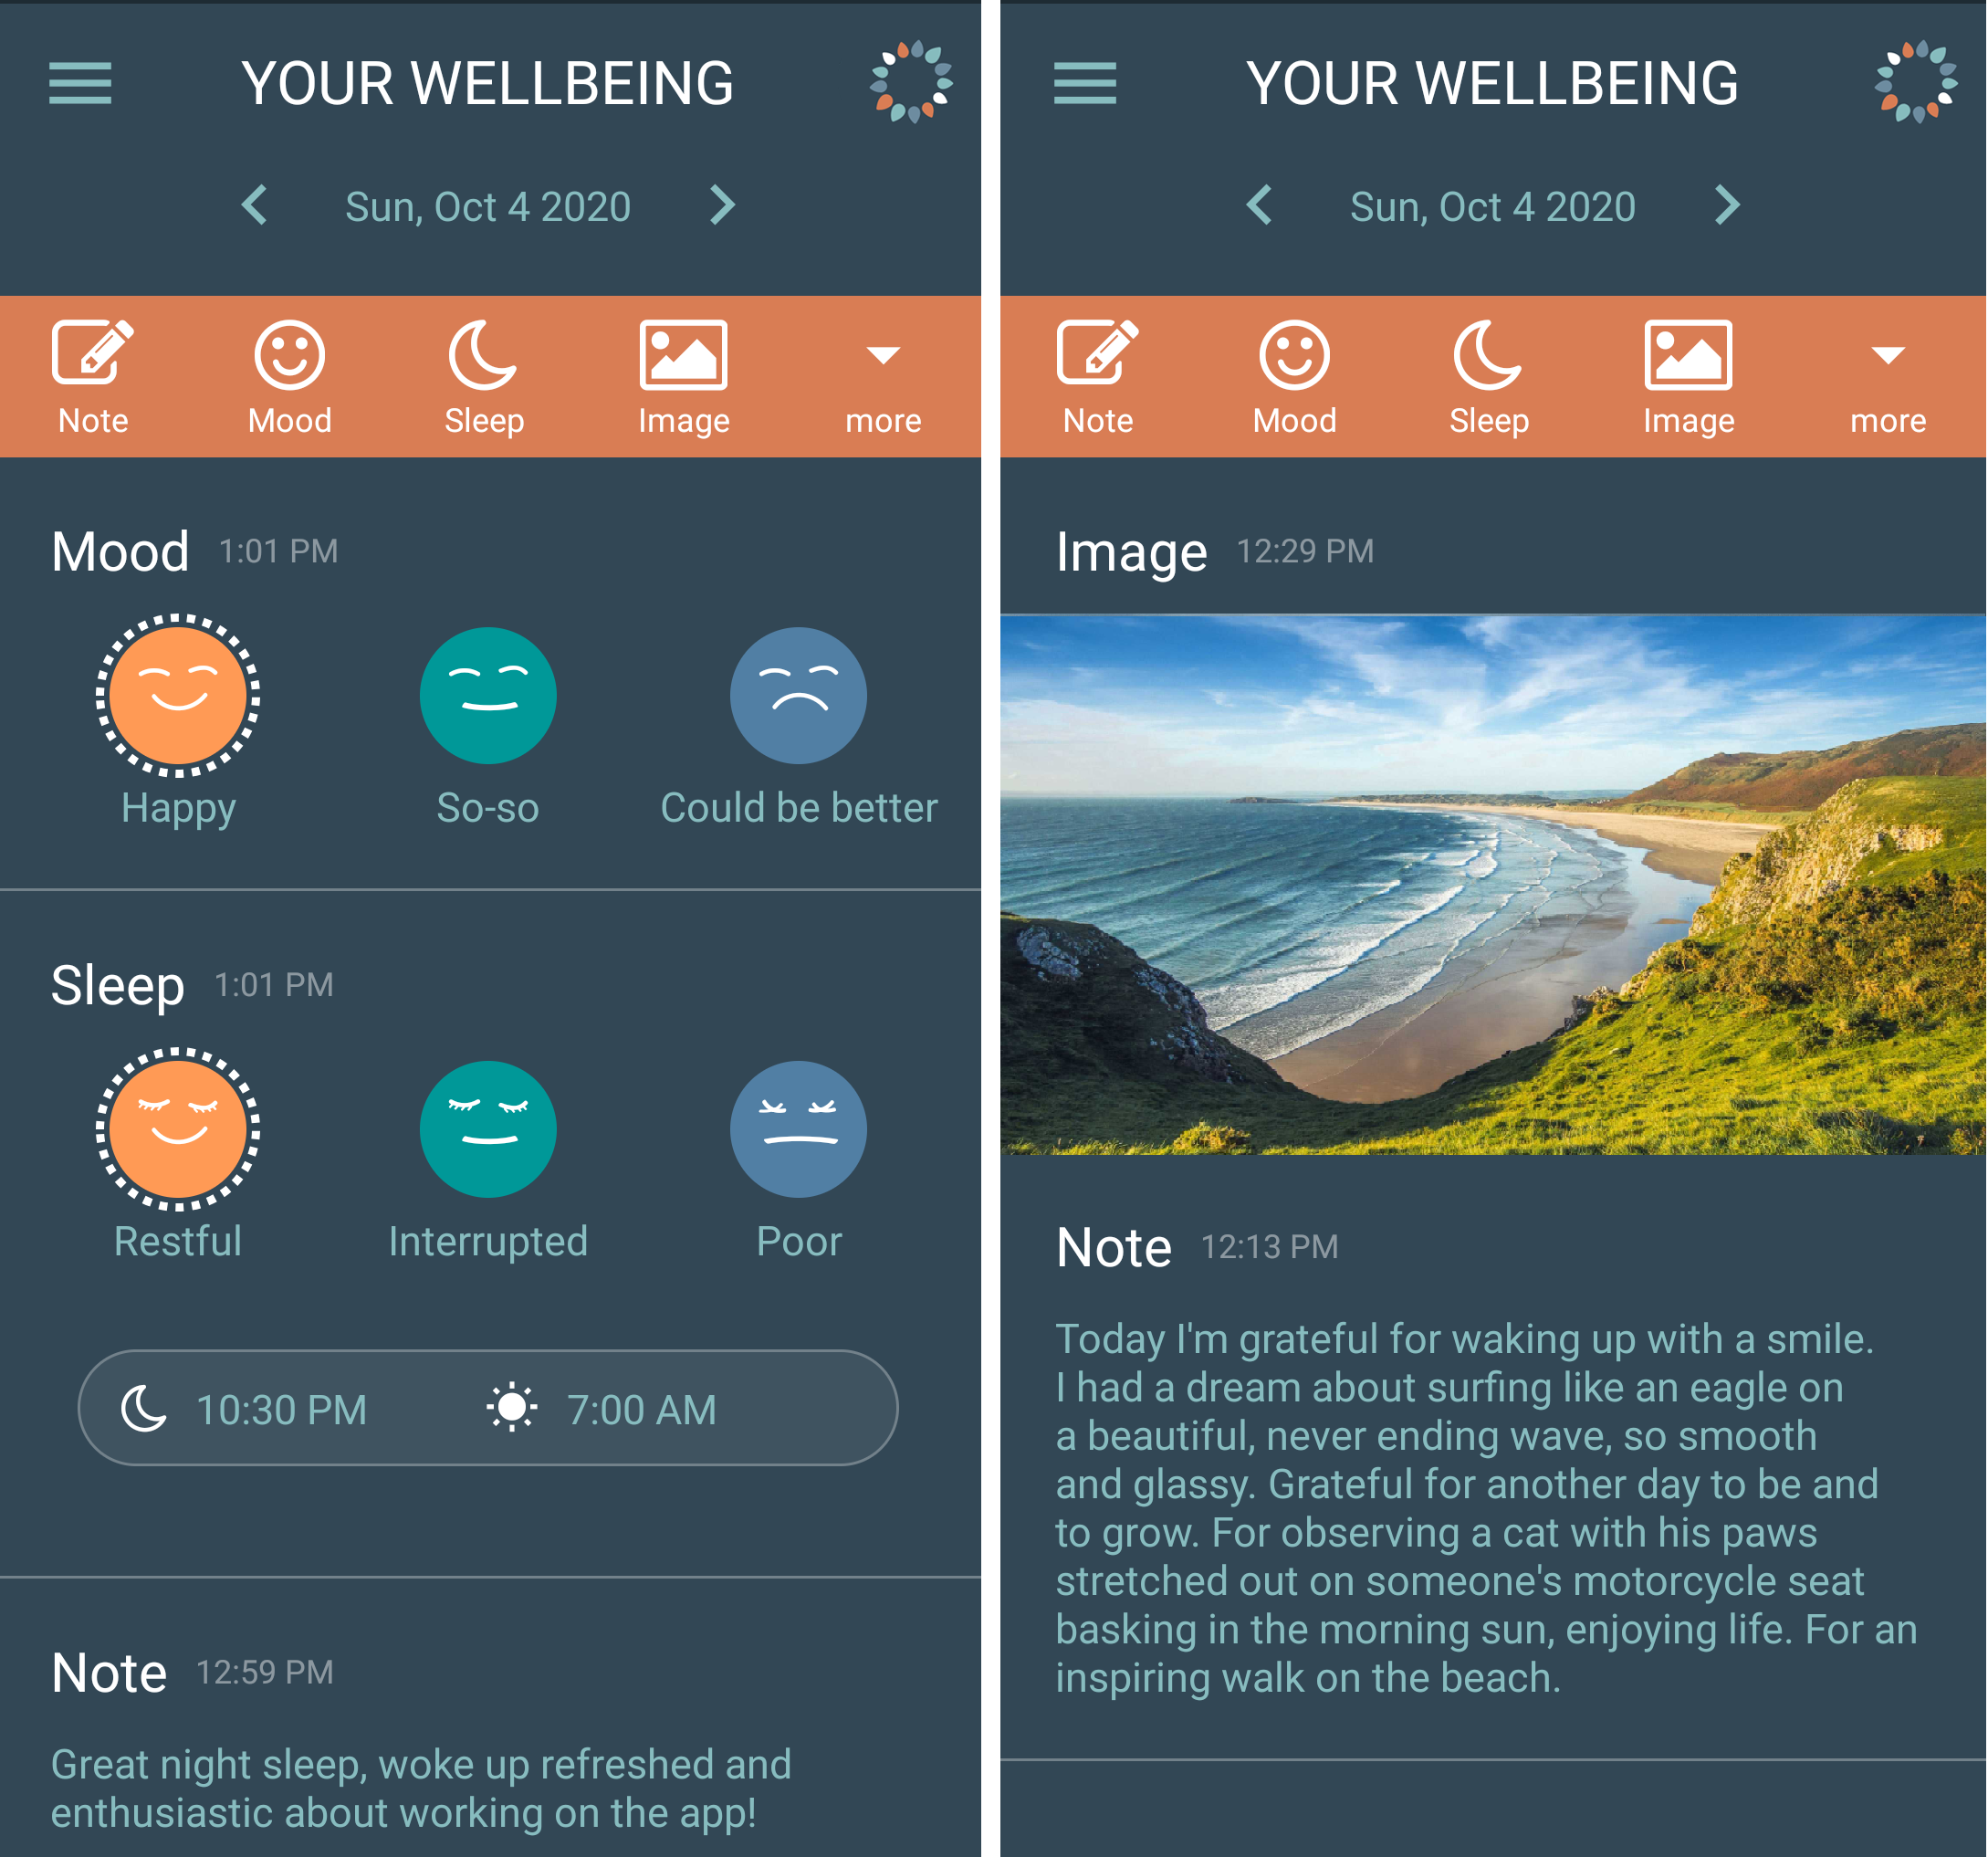 YOUR WELLBEING
Sun, Oct 4 2020
Note
Mood
Sleep
Image
more
Mood 1:01 PM
Happy
So-so
Could be better
Sleep 1:01 PM
Restful
Interrupted
Poor
10:30 PM
7:00 AM
Note 12:59 PM
Great night sleep, woke up refreshed and
enthusiastic about working on the app!
YOUR WELLBEING
Sun, Oct 4 2020
Note
Mood
Sleep
Image
more
Image 12:29 PM
Note 12:13 PM
Today I'm grateful for waking up with a smile.
I had a dream about surfing like an eagle on
a beautiful, never ending wave, so smooth
and glassy. Grateful for another day to be and
to grow. For observing a cat with his paws
stretched out on someone's motorcycle seat
basking in the morning sun, enjoying life. For an
inspiring walk on the beach.